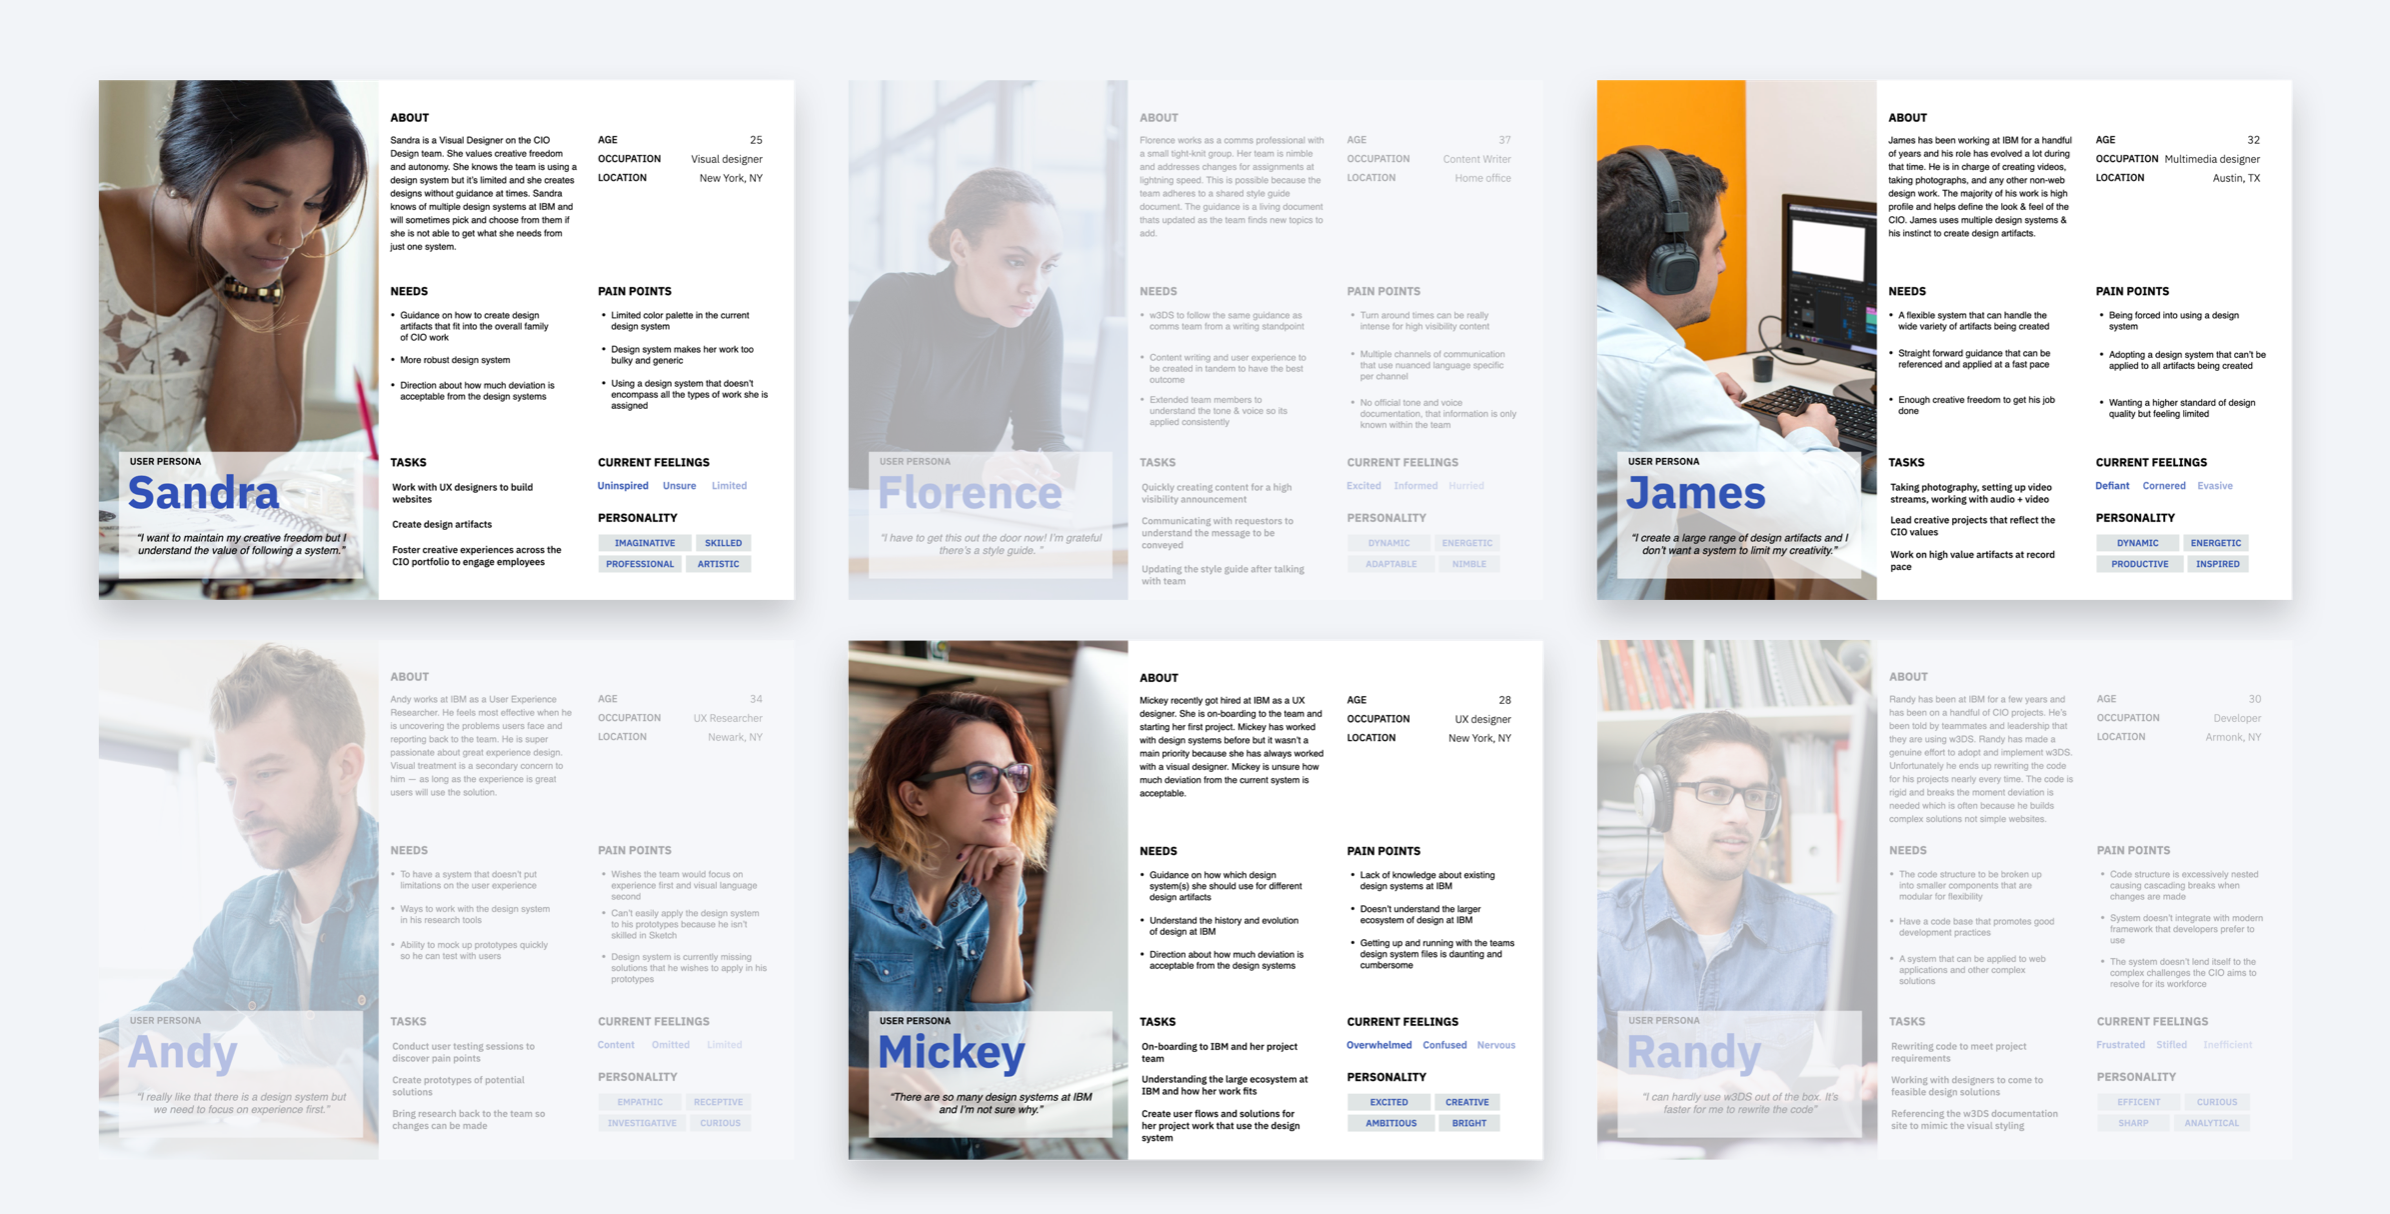 ABOUT
Sandra is a Visual Designer on the CIO
Design team. She values creative freedom
and autonomy. She knows the team is using a
design system but it's limited and she creates
designs without guidance at times. Sandra
knows of multiple design systems at IBM and
will sometimes pick and choose from them if
she is not able to get what she needs from
just one system.
AGE 25
OCCUPATION Visual designer
LOCATION New York, NY
NEEDS
• Guidance on how to create design
artifacts that fit into the overall family
of CIO work
• More robust design system
• Direction about how much deviation is
acceptable from the design systems
PAIN POINTS
• Limited color palette in the current
design system
• Design system makes her work too
bulky and generic
• Using a design system that doesn't
encompass all the types of work she is
assigned
USER PERSONA
Sandra
"I want to maintain my creative freedom but I
understand the value of following a system."
TASKS
Work with UX designers to build
websites
Create design artifacts
Foster creative experiences across the
CIO portfolio to engage employees
CURRENT FEELINGS
Uninspired Unsure Limited
PERSONALITY
IMAGINATIVE SKILLED
PROFESSIONAL ARTISTIC
ABOUT
Florence works as a comms professional with
a small tight-knit group. Her team is nimble
and addresses changes for assignments at
lightning speed. This is possible because the
team adheres to a shared style guide
document. The guidance is a living document
thats updated as the team finds new topics to
add.
AGE 37
OCCUPATION Content Writer
LOCATION Home office
NEEDS
• w3DS to follow the same guidance as
comms team from a writing standpoint
• Content writing and user experience to
be created in tandem to have the best
outcome
• Extended team members to
understand the tone & voice so its
applied consistently
PAIN POINTS
• Turn around times can be really
intense for high visibility content
• Multiple channels of communication
that use nuanced language specific
per channel
• No official tone and voice
documentation, that information is only
known within the team
USER PERSONA
Florence
"I have to get this out the door now! I'm grateful
there's a style guide. "
TASKS
Quickly creating content for a high
visibility announcement
Communicating with requestors to
understand the message to be
conveyed
Updating the style guide after talking
with team
CURRENT FEELINGS
Excited Informed Hurried
PERSONALITY
DYNAMIC ENERGETIC
ADAPTABLE NIMBLE
ABOUT
James has been working at IBM for a handful
of years and his role has evolved a lot during
that time. He is in charge of creating videos,
taking photographs, and any other non-web
design work. The majority of his work is high
profile and helps define the look & feel of the
CIO. James uses multiple design systems &
his instinct to create design artifacts.
AGE 32
OCCUPATION Multimedia designer
LOCATION Austin, TX
NEEDS
• A flexible system that can handle the
wide variety of artifacts being created
• Straight forward guidance that can be
referenced and applied at a fast pace
• Enough creative freedom to get his job
done
PAIN POINTS
• Being forced into using a design
system
• Adopting a design system that can't be
applied to all artifacts being created
• Wanting a higher standard of design
quality but feeling limited
USER PERSONA
James
"I create a large range of design artifacts and I
don't want a system to limit my creativity."
TASKS
Taking photography, setting up video
streams, working with audio + video
Lead creative projects that reflect the
CIO values
Work on high value artifacts at record
pace
CURRENT FEELINGS
Defiant Cornered Evasive
PERSONALITY
DYNAMIC ENERGETIC
PRODUCTIVE INSPIRED
ABOUT
Andy works at IBM as a User Experience
Researcher. He feels most effective when he
is uncovering the problems users face and
reporting back to the team. He is super
passionate about great experience design.
Visual treatment is a secondary concern to
him — as long as the experience is great
users will use the solution.
AGE 34
OCCUPATION UX Researcher
LOCATION Newark, NY
NEEDS
• To have a system that doesn't put
limitations on the user experience
• Ways to work with the design system
in his research tools
• Ability to mock up prototypes quickly
so he can test with users
PAIN POINTS
• Wishes the team would focus on
experience first and visual language
second
• Can't easily apply the design system
to his prototypes because he isn't
skilled in Sketch
• Design system is currently missing
solutions that he wishes to apply in his
prototypes
USER PERSONA
Andy
"I really like that there is a design system but
we need to focus on experience first."
TASKS
Conduct user testing sessions to
discover pain points
Create prototypes of potential
solutions
Bring research back to the team so
changes can be made
CURRENT FEELINGS
Content Omitted Limited
PERSONALITY
EMPATHIC RECEPTIVE
INVESTIGATIVE CURIOUS
ABOUT
Mickey recently got hired at IBM as a UX
designer. She is on-boarding to the team and
starting her first project. Mickey has worked
with design systems before but it wasn't a
main priority because she has always worked
with a visual designer. Mickey is unsure how
much deviation from the current system is
acceptable.
AGE 28
OCCUPATION UX designer
LOCATION New York, NY
NEEDS
• Guidance on how which design
system(s) she should use for different
design artifacts
• Understand the history and evolution
of design at IBM
• Direction about how much deviation is
acceptable from the design systems
PAIN POINTS
• Lack of knowledge about existing
design systems at IBM
• Doesn't understand the larger
ecosystem of design at IBM
• Getting up and running with the teams
design system files is daunting and
cumbersome
USER PERSONA
Mickey
"There are so many design systems at IBM
and I'm not sure why."
TASKS
On-boarding to IBM and her project
team
Understanding the large ecosystem at
IBM and how her work fits
Create user flows and solutions for
her project work that use the design
system
CURRENT FEELINGS
Overwhelmed Confused Nervous
PERSONALITY
EXCITED CREATIVE
AMBITIOUS BRIGHT
ABOUT
Randy has been at IBM for a few years and
has been on a handful of CIO projects. He's
been told by teammates and leadership that
they are using w3DS. Randy has made a
genuine effort to adopt and implement w3DS.
Unfortunately he ends up rewriting the code
for his projects nearly every time. The code is
rigid and breaks the moment deviation is
needed which is often because he builds
complex solutions not simple websites.
AGE 30
OCCUPATION Developer
LOCATION Armonk, NY
NEEDS
• The code structure to be broken up
into smaller components that are
modular for flexibility
• Have a code base that promotes good
development practices
• A system that can be applied to web
applications and other complex
solutions
PAIN POINTS
• Code structure is excessively nested
causing cascading breaks when
changes are made
• System doesn't integrate with modern
framework that developers prefer to
use
• The system doesn't lend itself to the
complex challenges the CIO aims to
resolve for its workforce
USER PERSONA
Randy
"I can hardly use w3DS out of the box. It's
faster for me to rewrite the code"
TASKS
Rewriting code to meet project
requirements
Working with designers to come to
feasible design solutions
Referencing the w3DS documentation
site to mimic the visual styling
CURRENT FEELINGS
Frustrated Stifled Inefficient
PERSONALITY
EFFICENT CURIOUS
SHARP ANALYTICAL